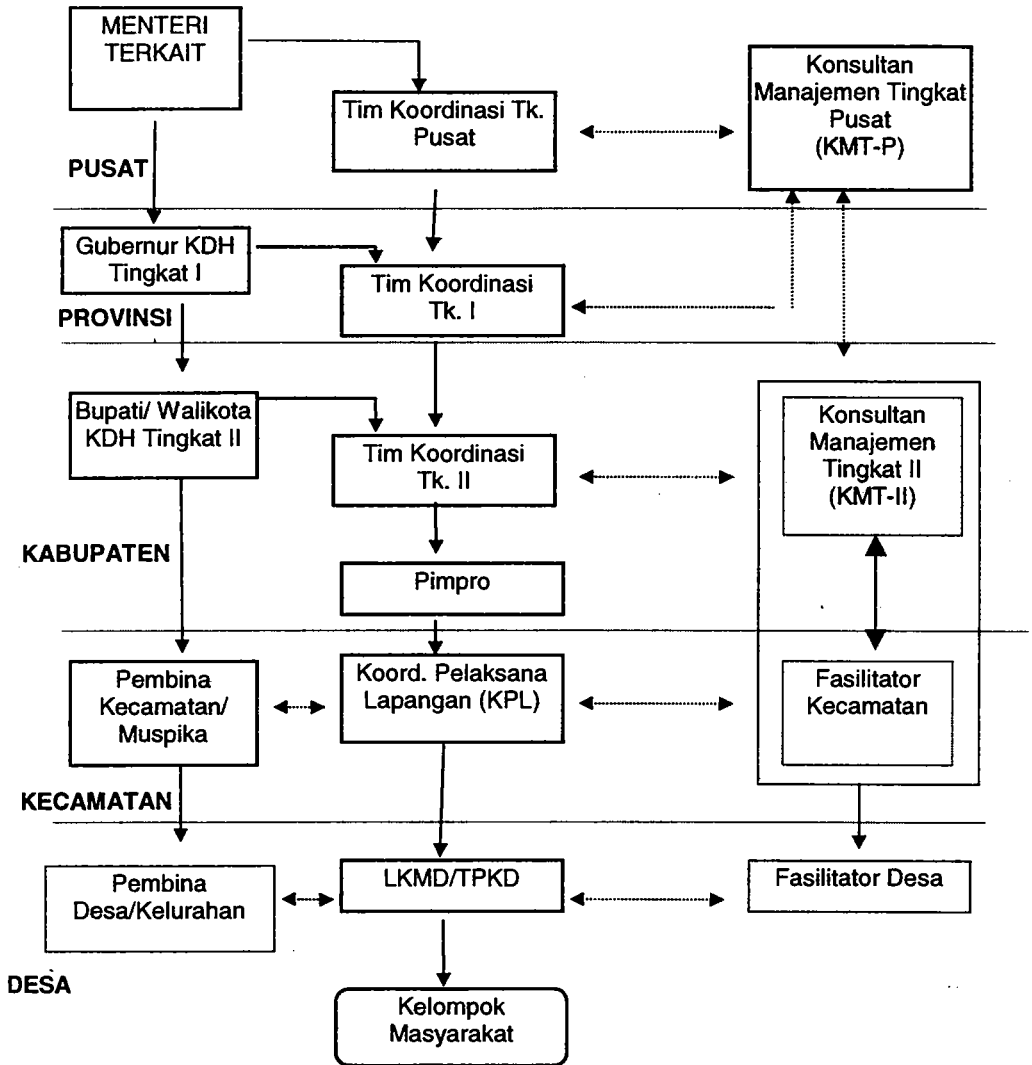 MENTERI
TERKAIT
Tim Koordinasi Tk.
Pusat
Konsultan
Manajemen Tingkat
Pusat
(KMT-P)
PUSAT
Gubernur KDH
Tingkat I
Tim Koordinasi
Tk. I
PROVINSI
Bupati/ Walikota
KDH Tingkat II
Tim Koordinasi
Tk. II
Konsultan
Manajemen
Tingkat II
(KMT-II)
KABUPATEN
Pimpro
Pembina
Kecamatan/
Muspika
Koord. Pelaksana
Lapangan (KPL)
Fasilitator
Kecamatan
KECAMATAN
Pembina
Desa/Kelurahan
LKMD/TPKD
Fasilitator Desa
DESA
Kelompok
Masyarakat